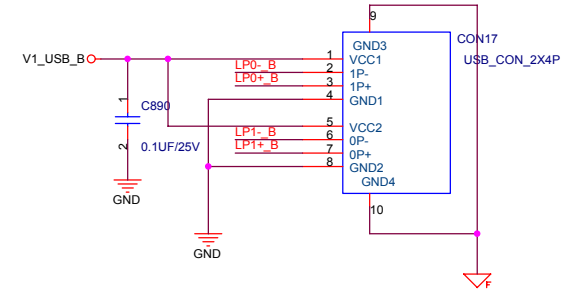 9
CON17
GND3
V1_USB_B
1
VCC1
USB_CON_2X4P
LP0-_B
2
1P-
LP0+_B
3
1P+
4
GND1
1
C890
5
VCC2
LP1-_B
6
0P-
2
0.1UF/25V
LP1+_B
7
0P+
8
GND2
GND4
GND
10
GND
F